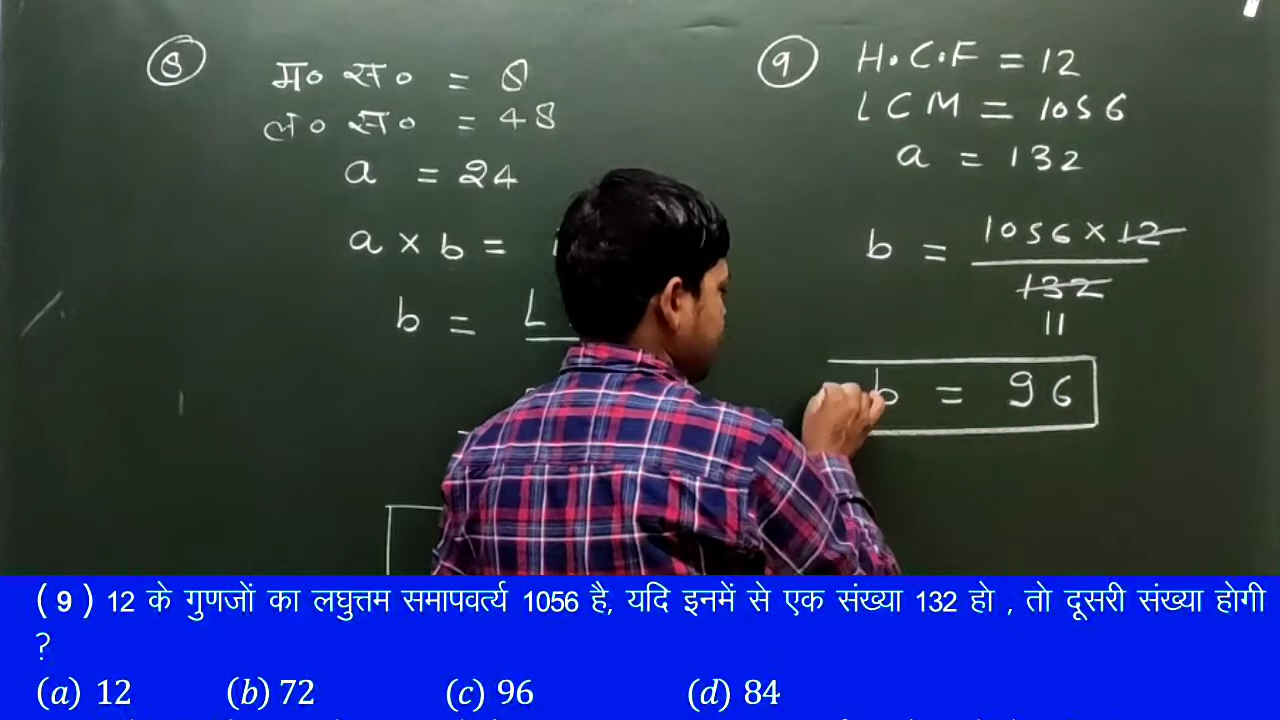 8
म० स० = 8
ल० स० = 48
a = 24
a × b =
b = L
9
H.C.F = 12
LCM = 1056
a = 132
b = 1056 × 12
132
11
b = 96
( 9 ) 12 के गुणजों का लघुत्तम समापवर्त्य 1056 है, यदि इनमें से एक संख्या 132 हो , तो दूसरी संख्या होगी
?
(a) 12 (b) 72 (c) 96 (d) 84